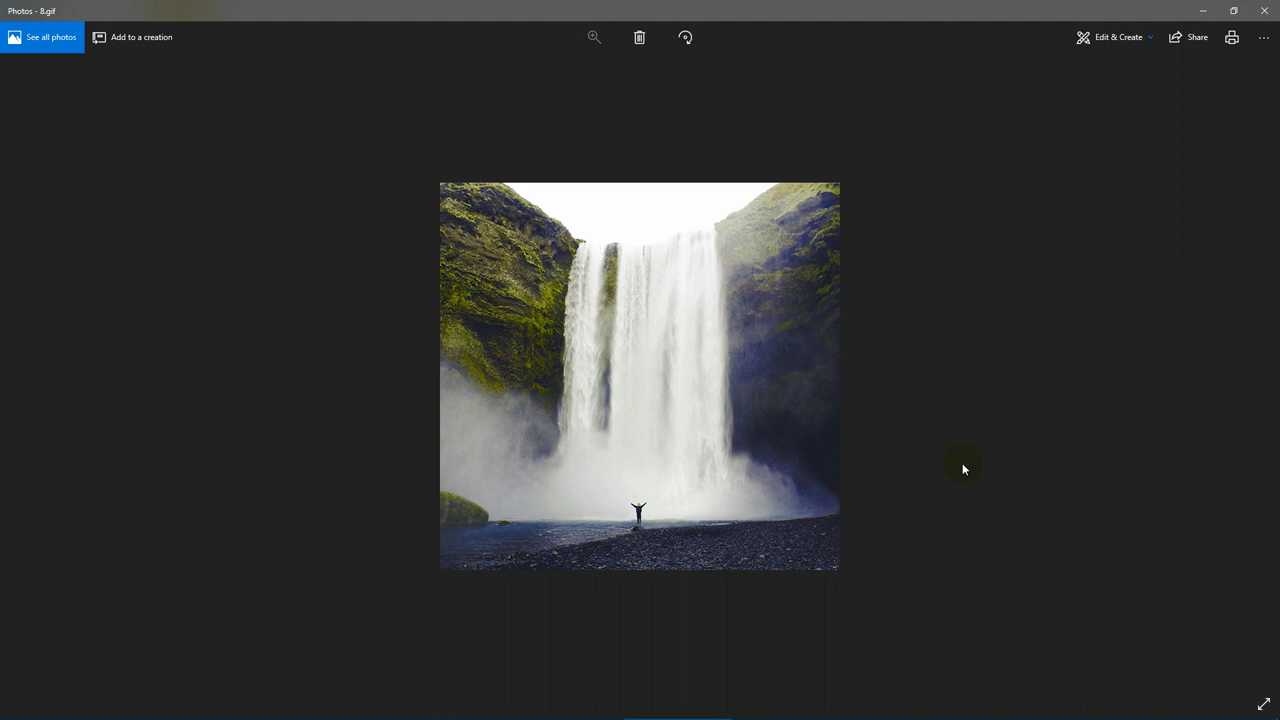 Photos - 8.gif
See all photos
Add to a creation
Edit & Create
Share